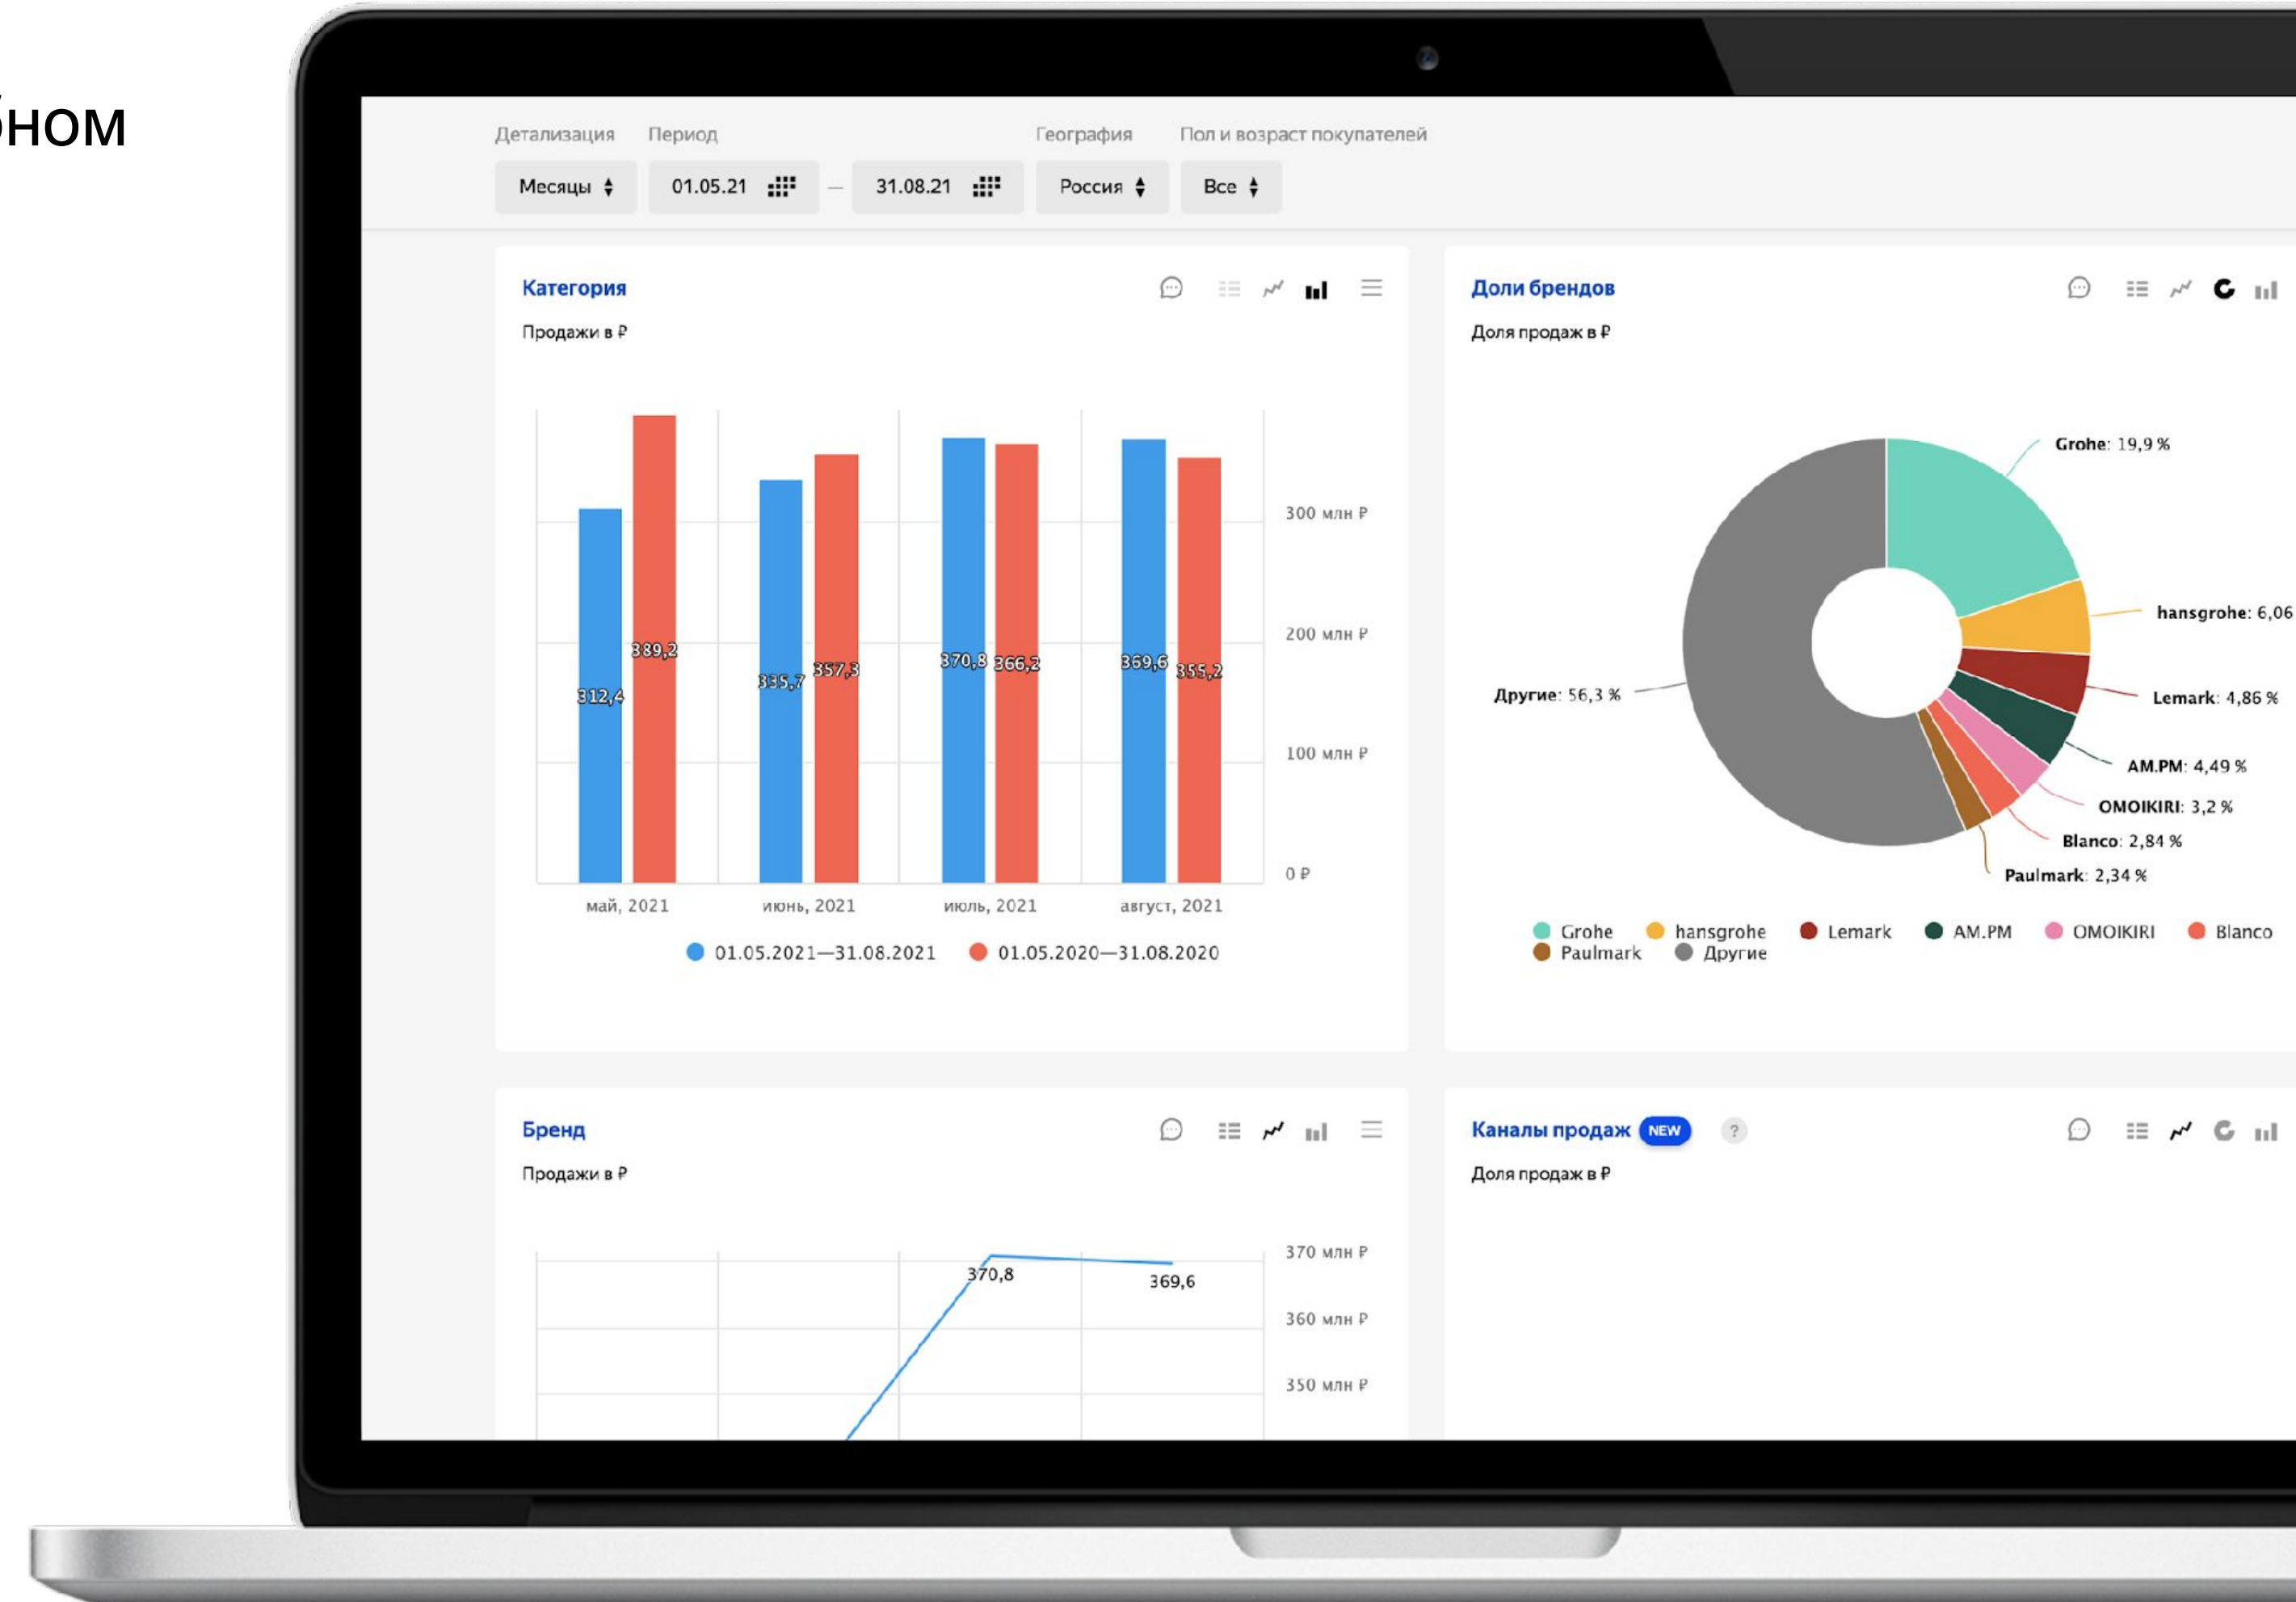 бном
Детализация Период География Пол и возраст покупателей
Месяцы 01.05.21 — 31.08.21 Россия Все
Категория
Продажи в ₽
300 млн ₽
200 млн ₽
100 млн ₽
0 ₽
389,2
312,4
335,7
357,3
370,8
366,2
369,6
355,2
май, 2021 июнь, 2021 июль, 2021 август, 2021
01.05.2021—31.08.2021 01.05.2020—31.08.2020
Доли брендов
Доля продаж в ₽
Grohe: 19,9 %
hansgrohe: 6,06
Lemark: 4,86 %
AM.PM: 4,49 %
OMOIKIRI: 3,2 %
Blanco: 2,84 %
Paulmark: 2,34 %
Другие: 56,3 %
Grohe hansgrohe Lemark AM.PM OMOIKIRI Blanco
Paulmark Другие
Бренд
Продажи в ₽
370 млн ₽
370,8
369,6
360 млн ₽
350 млн ₽
Каналы продаж NEW ?
Доля продаж в ₽